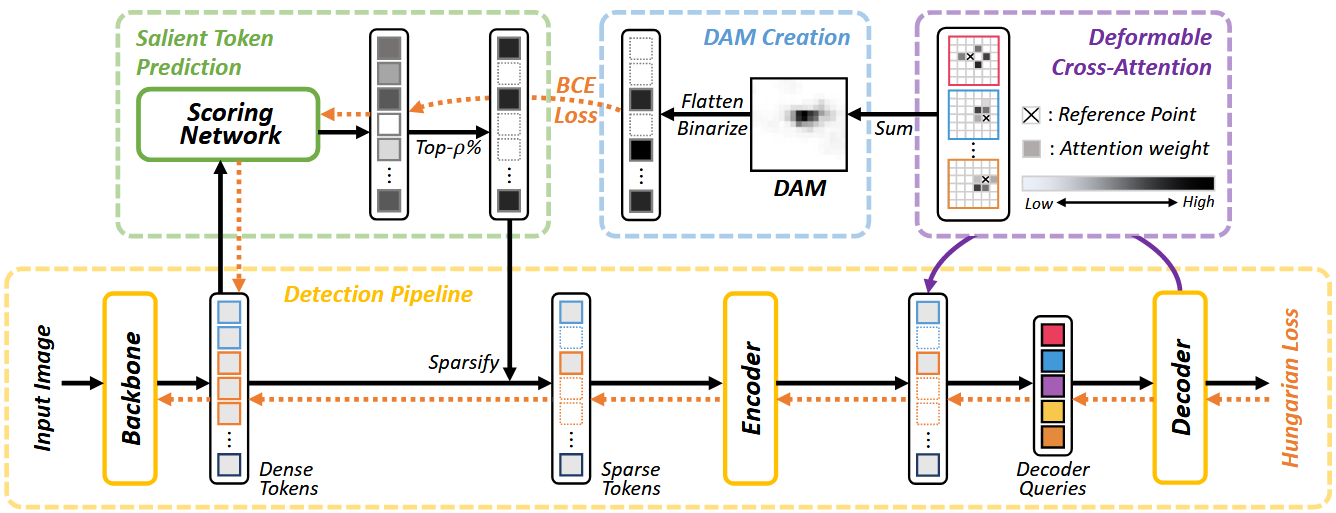 Salient Token
Prediction
Scoring
Network
Top-ρ%
BCE
Loss
DAM Creation
Flatten
Binarize
DAM
Sum
Deformable
Cross-Attention
: Reference Point
: Attention weight
Low
High
Detection Pipeline
Input Image
Backbone
Dense
Tokens
Sparsify
Sparse
Tokens
Encoder
Decoder
Queries
Decoder
Hungarian Loss